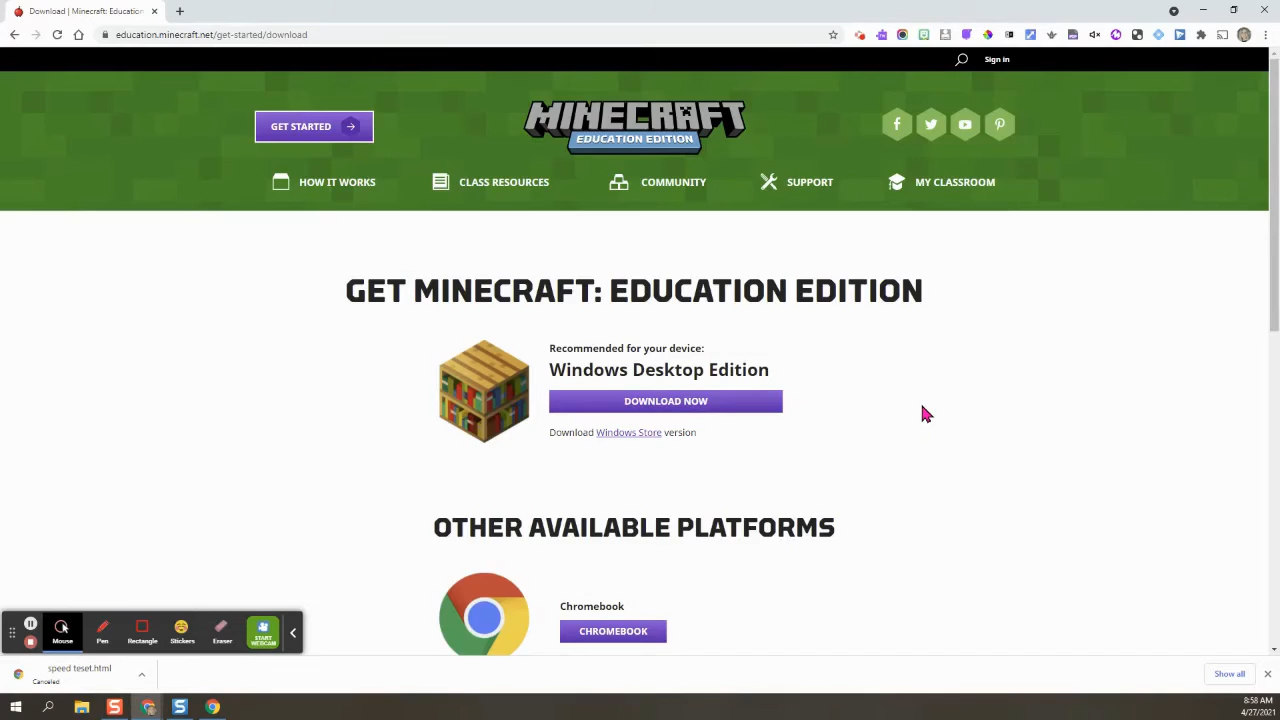 Download | Minecraft: Education
education.minecraft.net/get-started/download
Sign in
GET STARTED
MINECRAFT
EDUCATION EDITION
HOW IT WORKS
CLASS RESOURCES
COMMUNITY
SUPPORT
MY CLASSROOM
GET MINECRAFT: EDUCATION EDITION
Recommended for your device:
Windows Desktop Edition
DOWNLOAD NOW
Download Windows Store version
OTHER AVAILABLE PLATFORMS
Chromebook
CHROMEBOOK
Mouse
Pen
Rectangle
Stickers
Eraser
START
WEBCAM
speed teset.html
Canceled
Show all
8:58 AM
4/27/2021